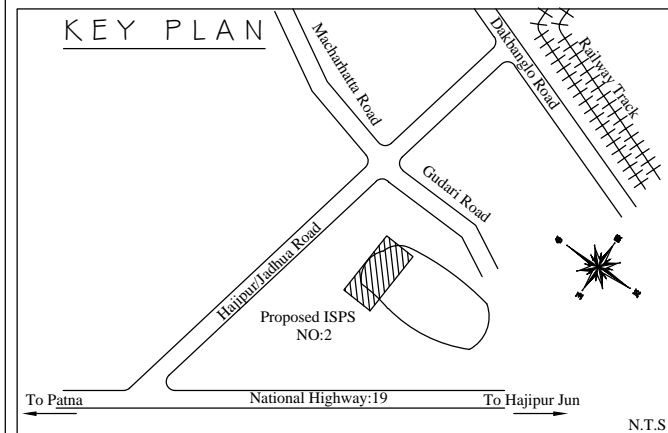 KEY PLAN
Macharhatta Road
Dakbanglo Road
Railway Track
Gudari Road
Hajipur/Jadhua Road
Proposed ISPS
NO:2
To Patna
National Highway:19
To Hajipur Jun
N.T.S